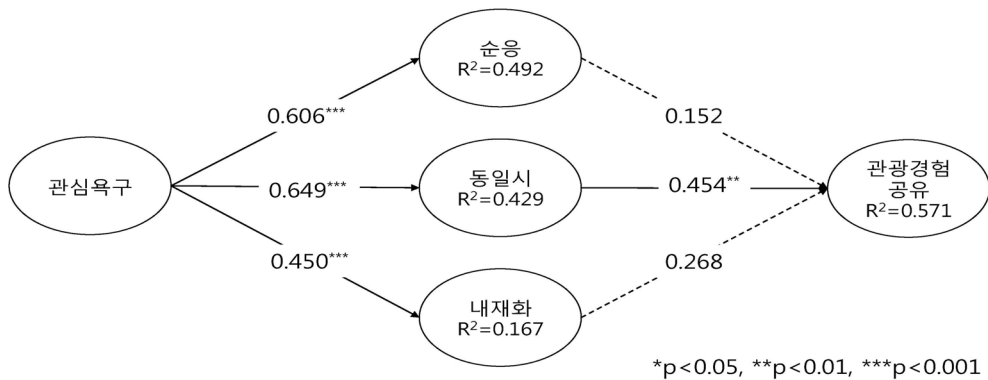 순응
R²=0.492
0.606***
0.152
관심욕구
0.649***
동일시
R²=0.429
0.454**
관광경험
공유
R²=0.571
0.450***
0.268
내재화
R²=0.167
*p<0.05, **p<0.01, ***p<0.001